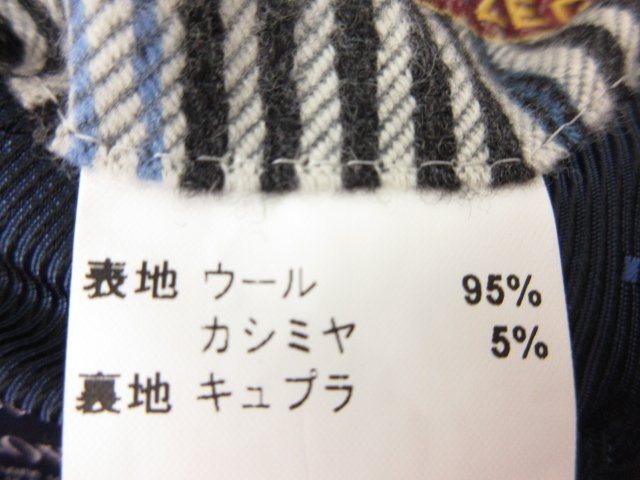 表地 ウール 95%
カシミヤ 5%
裏地 キュプラ